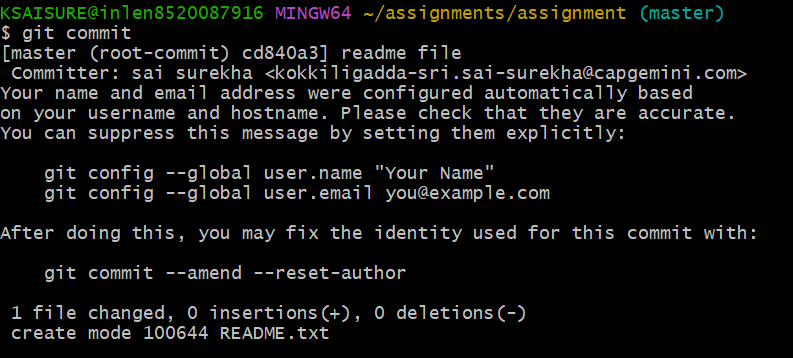 KSAISURE@inlen8520087916 MINGW64 ~/assignments/assignment (master)
$ git commit
[master (root-commit) cd840a3] readme file
 Committer: sai surekha <kokkiligadda-sri.sai-surekha@capgemini.com>
Your name and email address were configured automatically based
on your username and hostname. Please check that they are accurate.
You can suppress this message by setting them explicitly:

    git config --global user.name "Your Name"
    git config --global user.email you@example.com

After doing this, you may fix the identity used for this commit with:

    git commit --amend --reset-author

 1 file changed, 0 insertions(+), 0 deletions(-)
 create mode 100644 README.txt